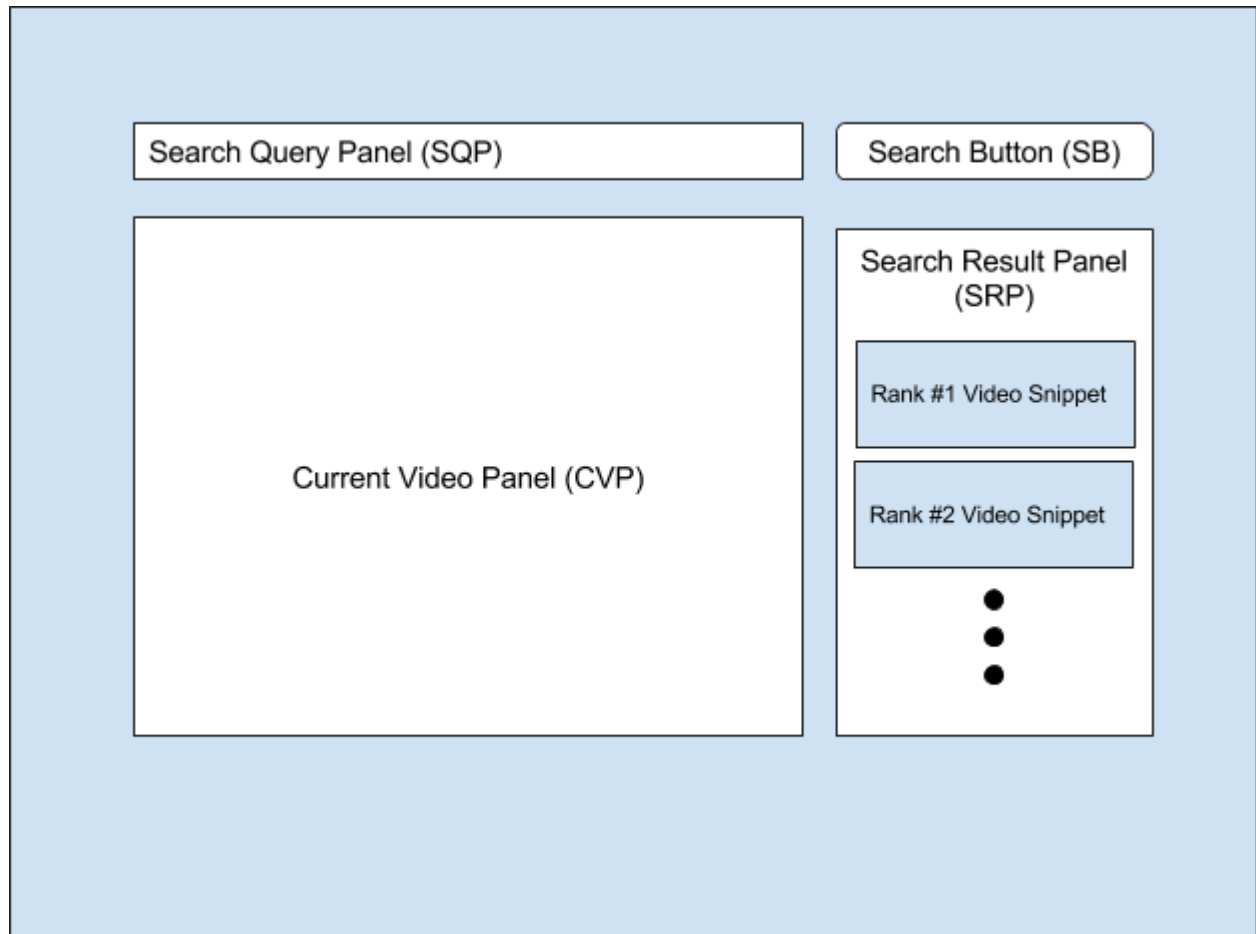 Search Query Panel (SQP)
Search Button (SB)
Search Result Panel
(SRP)
Rank #1 Video Snippet
Current Video Panel (CVP)
Rank #2 Video Snippet